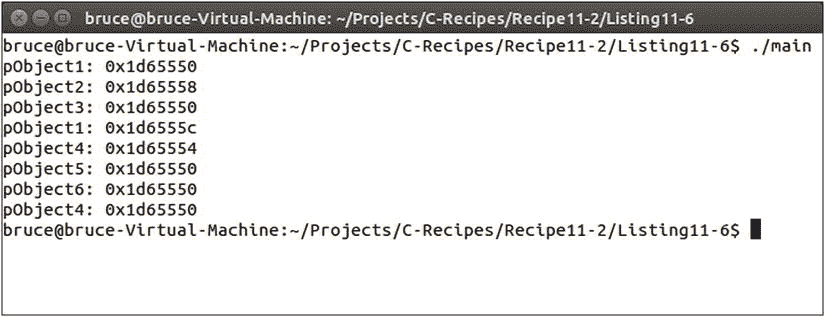 bruce@bruce-Virtual-Machine: ~/Projects/C-Recipes/Recipe11-2/Listing11-6
bruce@bruce-Virtual-Machine:~/Projects/C-Recipes/Recipe11-2/Listing11-6$ ./main
pObject1: 0x1d65550
pObject2: 0x1d65558
pObject3: 0x1d65550
pObject1: 0x1d6555c
pObject4: 0x1d65554
pObject5: 0x1d65550
pObject6: 0x1d65550
pObject4: 0x1d65550
bruce@bruce-Virtual-Machine:~/Projects/C-Recipes/Recipe11-2/Listing11-6$